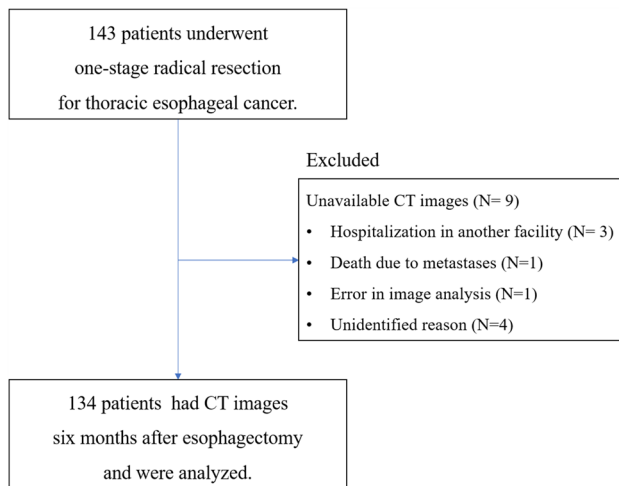 143 patients underwent
one-stage radical resection
for thoracic esophageal cancer.
Excluded
Unavailable CT images (N= 9)
• Hospitalization in another facility (N= 3)
• Death due to metastases (N=1)
• Error in image analysis (N=1)
• Unidentified reason (N=4)
134 patients had CT images
six months after esophagectomy
and were analyzed.